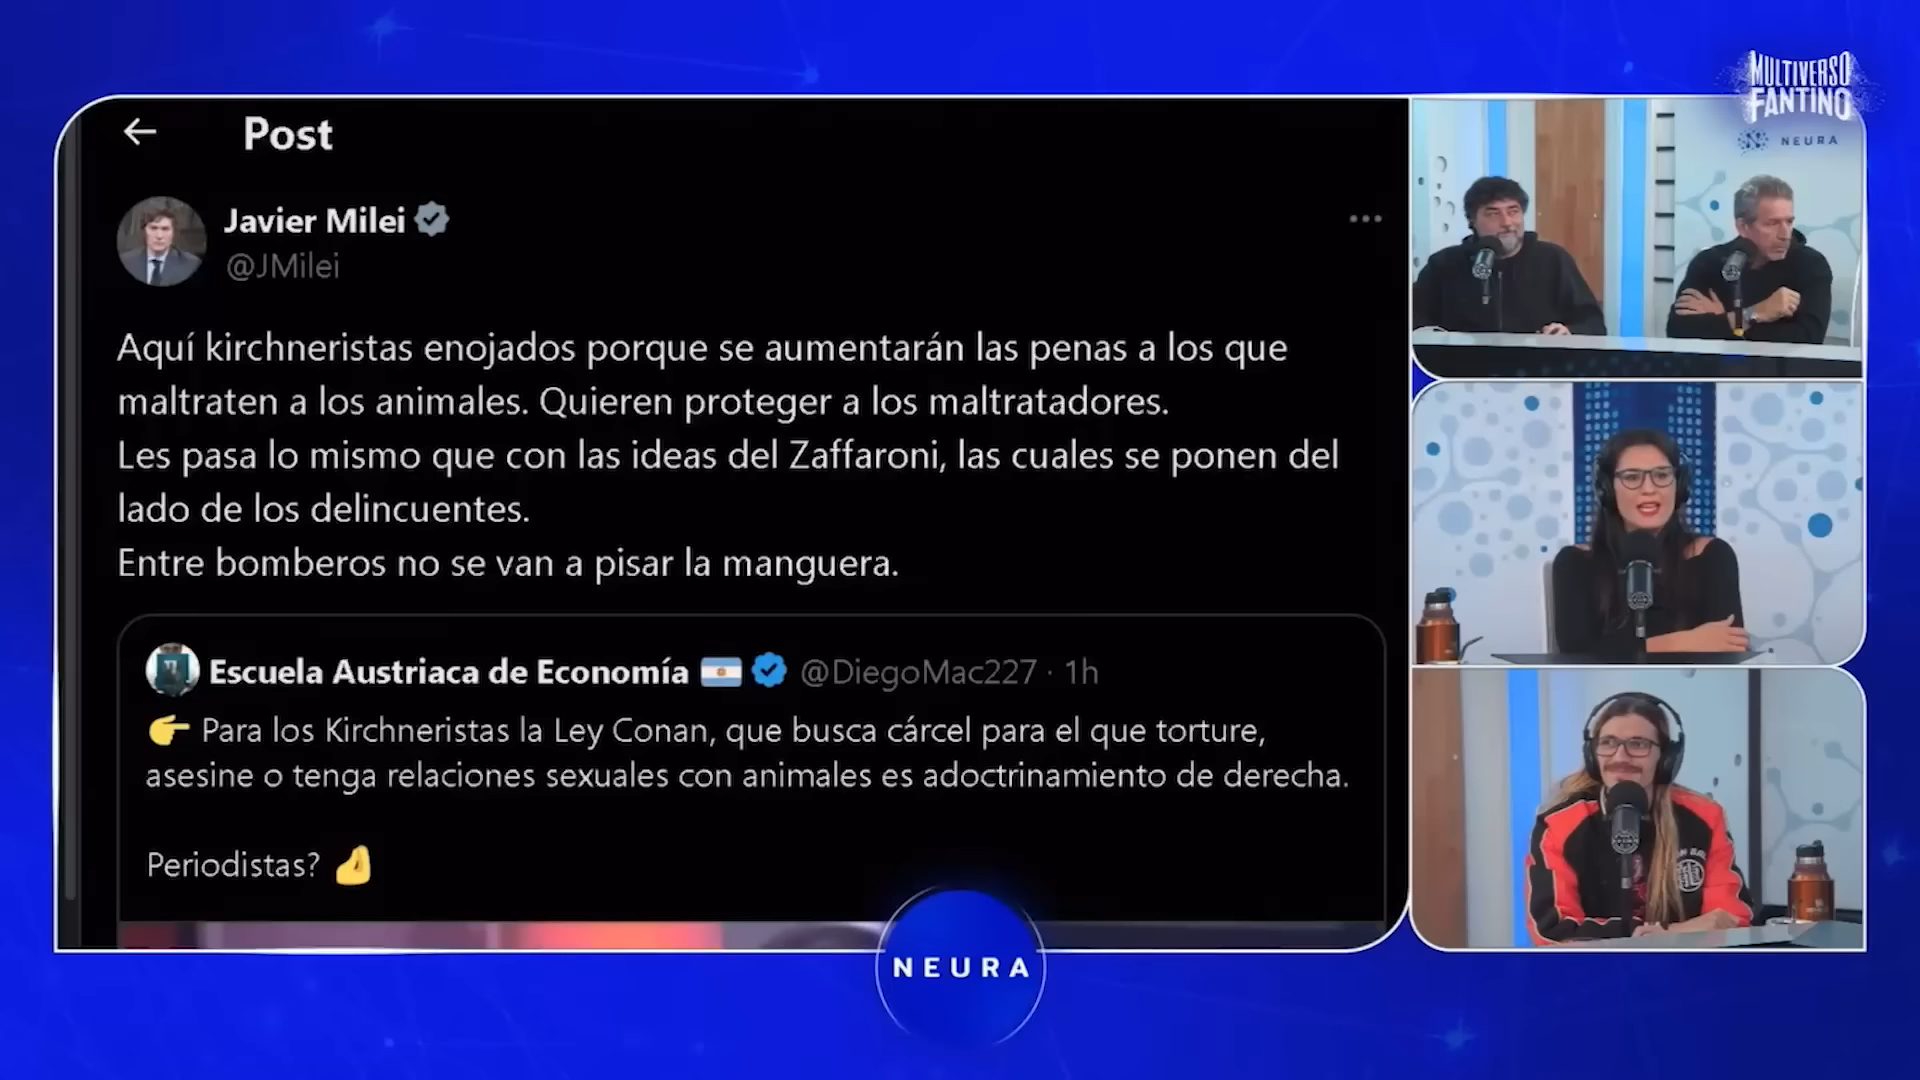 MULTIVERSO
FANTINO
NEURA
Post
Javier Milei
@JMilei
Aquí kirchneristas enojados porque se aumentarán las penas a los que
maltraten a los animales. Quieren proteger a los maltratadores.
Les pasa lo mismo que con las ideas del Zaffaroni, las cuales se ponen del
lado de los delincuentes.
Entre bomberos no se van a pisar la manguera.
Escuela Austriaca de Economía @DiegoMac227 · 1h
Para los Kirchneristas la Ley Conan, que busca cárcel para el que torture,
asesine o tenga relaciones sexuales con animales es adoctrinamiento de derecha.
Periodistas?
NEURA